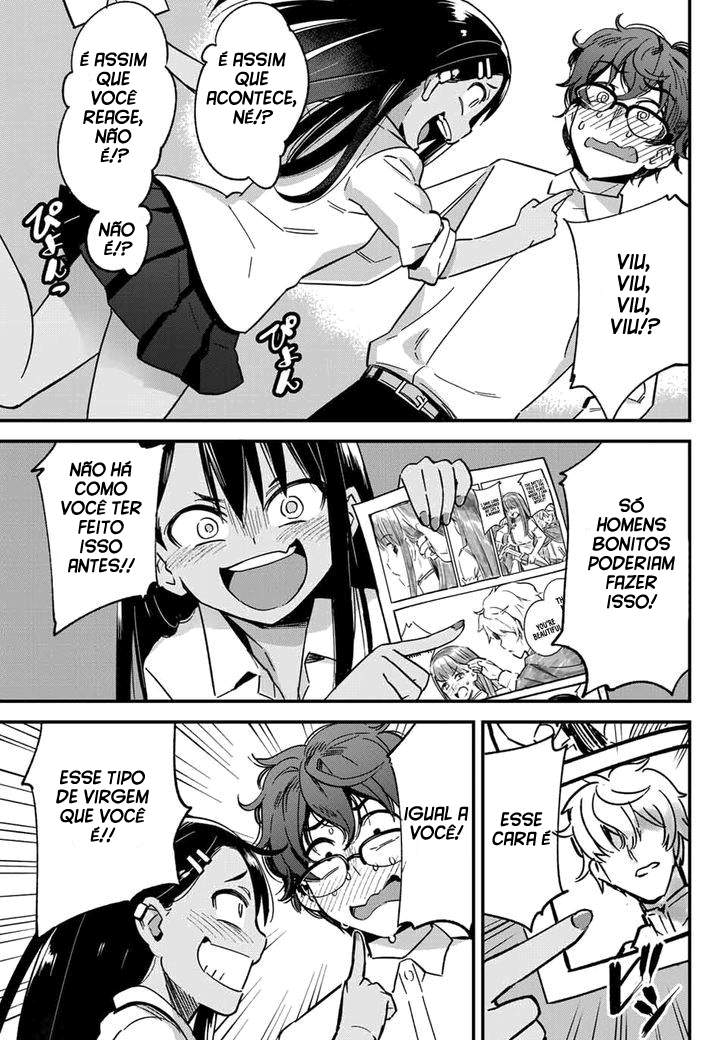 VIU,
VIU,
VIU,
VIU!?
É ASSIM
QUE
ACONTECE,
NÉ!?
É ASSIM
QUE
VOCÊ
REAGE,
NÃO
É!?
NÃO
É!?
ぴょん
ぴょんっ
SÓ
HOMENS
BONITOS
PODERIAM
FAZER
ISSO!
YOU'RE
BEAUTIFUL
NÃO HÁ
COMO
VOCÊ TER
FEITO
ISSO
ANTES!!
ESSE
CARA É
IGUAL A
VOCÊ!
ESSE TIPO
DE VIRGEM
QUE VOCÊ
É!!